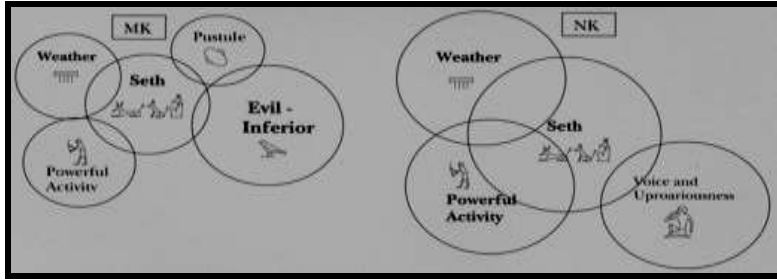 MK
Pustule
Weather
Seth
Evil -
Inferior
Powerful
Activity
NK
Weather
Seth
Powerful
Activity
Voice and
Uproariousness